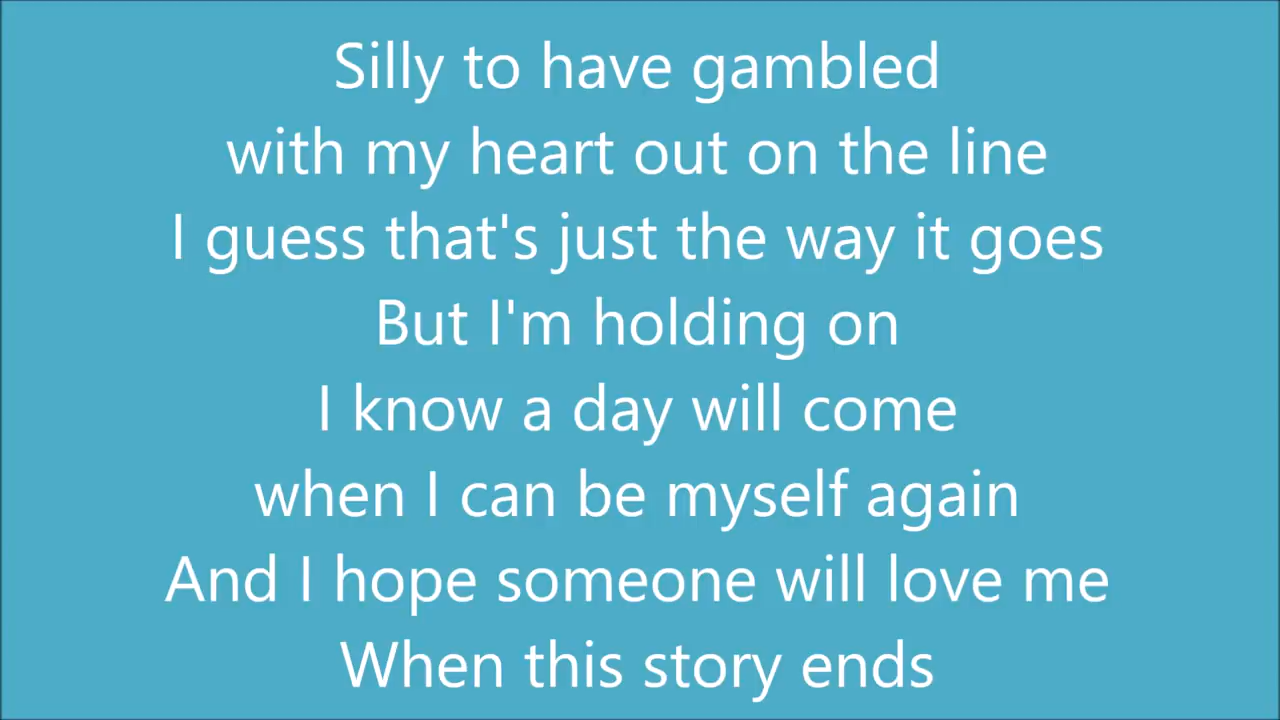 Silly to have gambled
with my heart out on the line
I guess that's just the way it goes
But I'm holding on
I know a day will come
when I can be myself again
And I hope someone will love me
When this story ends